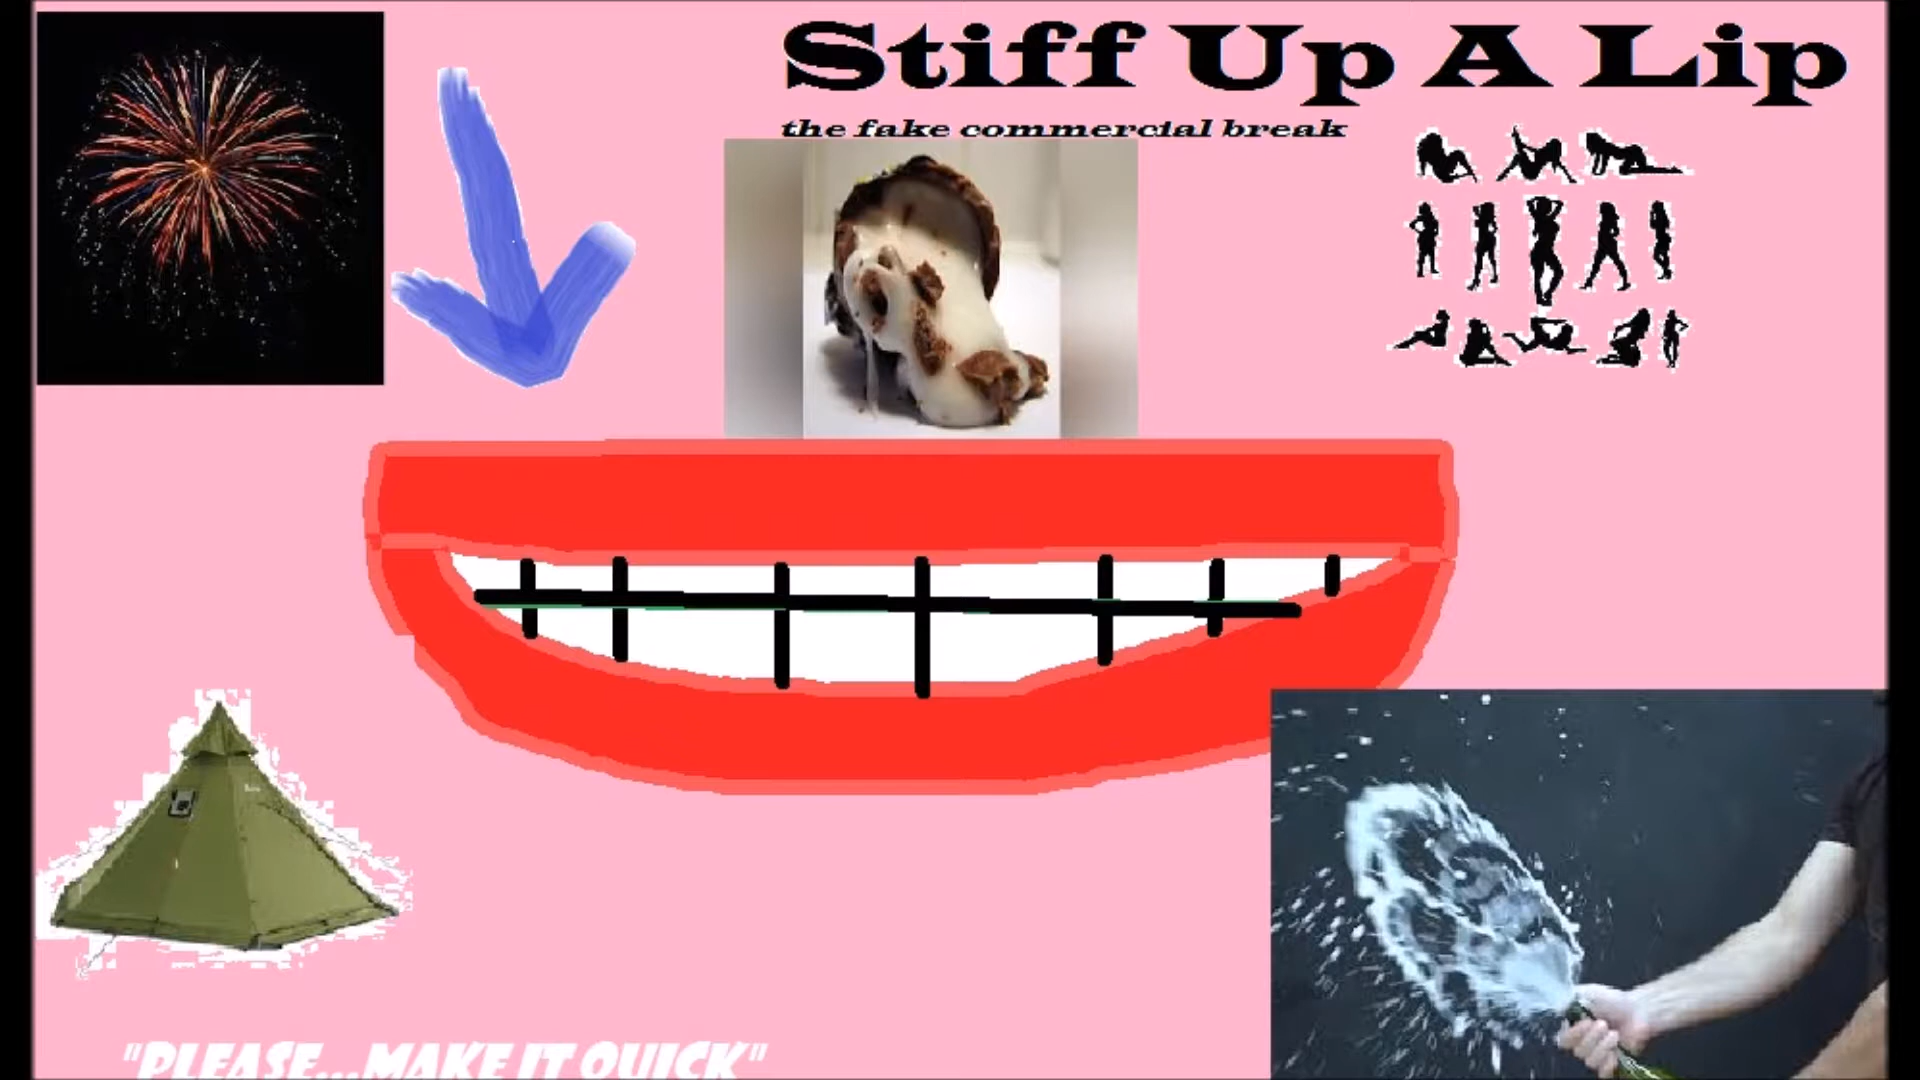 Stiff Up A Lip
the fake commercial break
"PLEASE...MAKE IT QUICK"